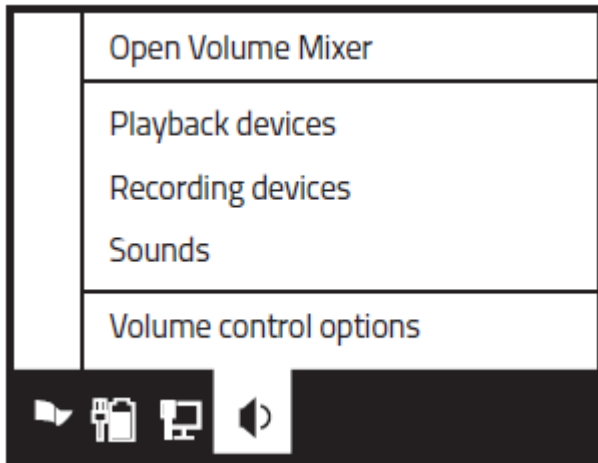 Open Volume Mixer
Playback devices
Recording devices
Sounds
Volume control options